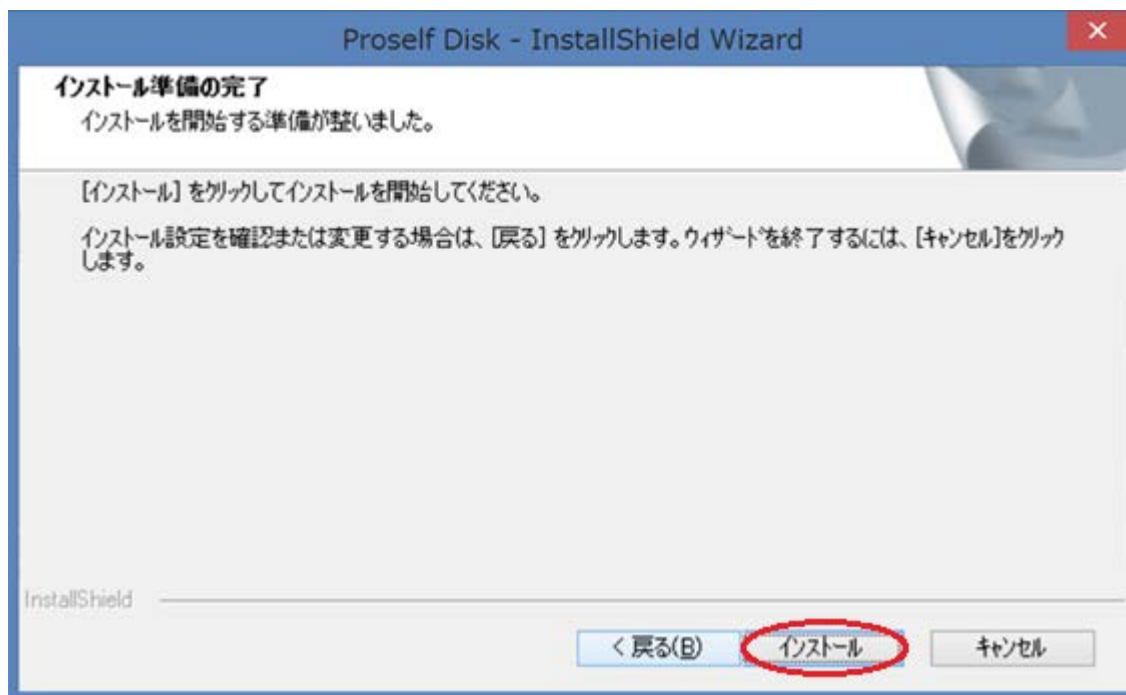 Proself Disk - InstallShield Wizard
インストール準備の完了
インストールを開始する準備が整いました。
[インストール] をクリックしてインストールを開始してください。
インストール設定を確認または変更する場合は、[戻る] をクリックします。ウィザードを終了するには、[キャンセル]をクリック
します。
InstallShield
< 戻る(B) インストール キャンセル